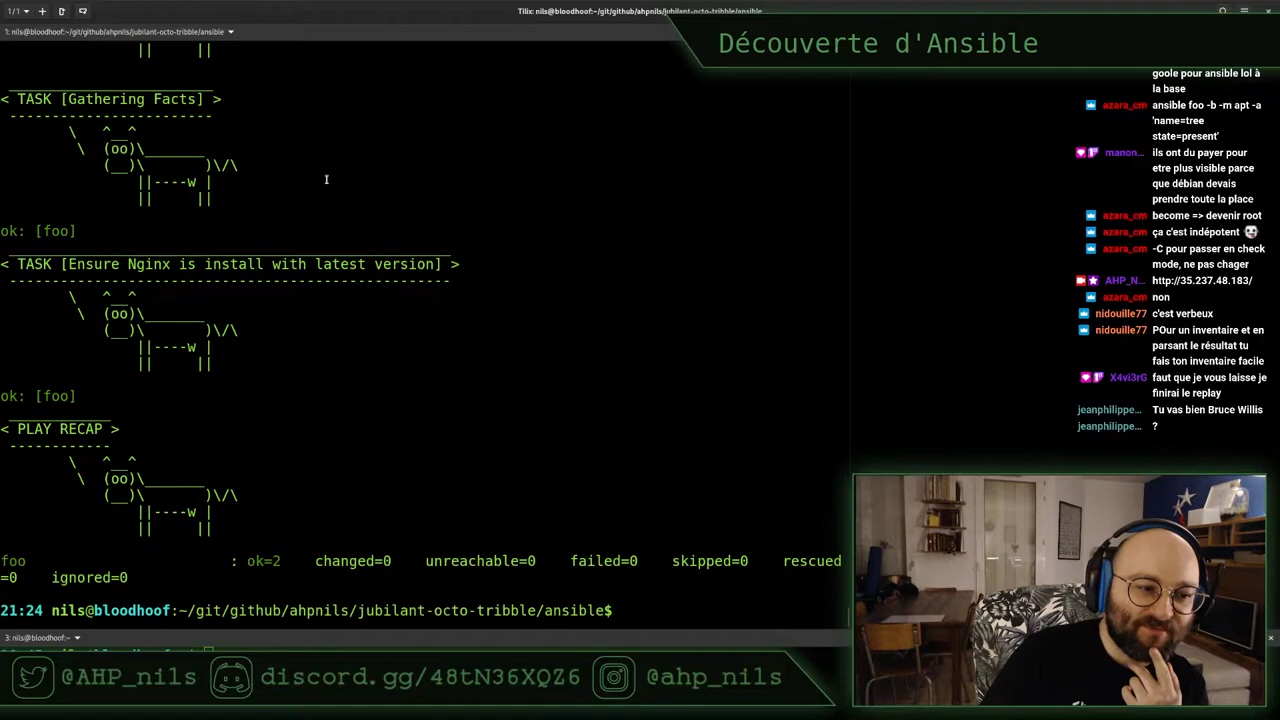 1/1
Tilix: nils@bloodhoof:~/git/github/ahpnils/jubilant-octo-tribble/ansible
1: nils@bloodhoof:~/git/github/ahpnils/jubilant-octo-tribble/ansible
Découverte d'Ansible
< TASK [Gathering Facts] >
ok: [foo]
< TASK [Ensure Nginx is install with latest version] >
ok: [foo]
< PLAY RECAP >
foo : ok=2 changed=0 unreachable=0 failed=0 skipped=0 rescued
=0 ignored=0
21:24 nils@bloodhoof:~/git/github/ahpnils/jubilant-octo-tribble/ansible$
3: nils@bloodhoof:~
goole pour ansible lol à
la base
azara_cm ansible foo -b -m apt -a
'name=tree
state=present'
manon... ils ont du payer pour
etre plus visible parce
que débian devais
prendre toute la place
azara_cm become => devenir root
azara_cm ça c'est indépotent
azara_cm -C pour passer en check
mode, ne pas chager
AHP_N... http://35.237.48.183/
azara_cm non
nidouille77 c'est verbeux
nidouille77 POur un inventaire et en
parsant le résultat tu
fais ton inventaire facile
X4vi3rG faut que je vous laisse je
finirai le replay
jeanphilippe... Tu vas bien Bruce Willis
jeanphilippe... ?
@AHP_nils
discord.gg/48tN36XQZ6
@ahp_nils